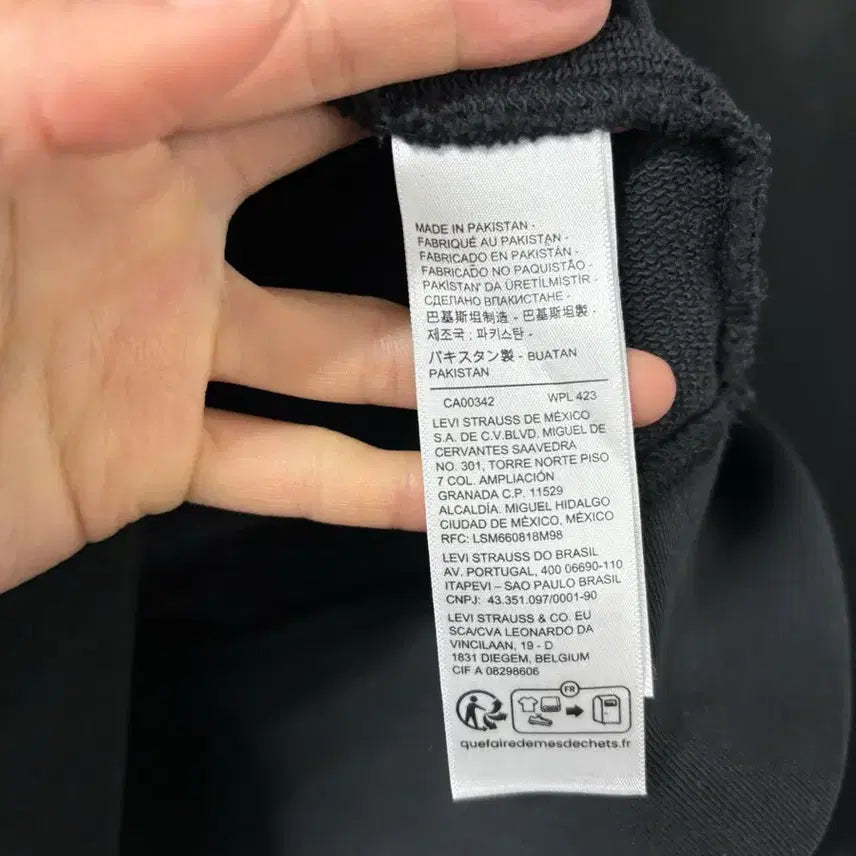 MADE IN PAKISTAN -
FABRIQUÉ AU PAKISTAN -
FABRICADO EN PAKISTÁN -
FABRICADO NO PAQUISTÃO -
PAKİSTAN' DA ÜRETİLMİSTİR -
СДЕЛАНО ВПАКИСТАНЕ -
巴基斯坦制造 - 巴基斯坦製 -
제조국 : 파키스탄 -
パキスタン製 - BUATAN
PAKISTAN
CA00342 WPL 423
LEVI STRAUSS DE MÉXICO
S.A. DE C.V.BLVD. MIGUEL DE
CERVANTES SAAVEDRA
NO. 301, TORRE NORTE PISO
7 COL. AMPLIACIÓN
GRANADA C.P. 11529
ALCALDÍA. MIGUEL HIDALGO
CIUDAD DE MÉXICO, MÉXICO
RFC: LSM660818M98
LEVI STRAUSS DO BRASIL
AV. PORTUGAL, 400 06690-110
ITAPEVI – SAO PAULO BRASIL
CNPJ: 43.351.097/0001-90
LEVI STRAUSS & CO. EU
SCA/CVA LEONARDO DA
VINCILAAN, 19 - D
1831 DIEGEM, BELGIUM
CIF A 08298606
FR
quefairedemesdechets.fr